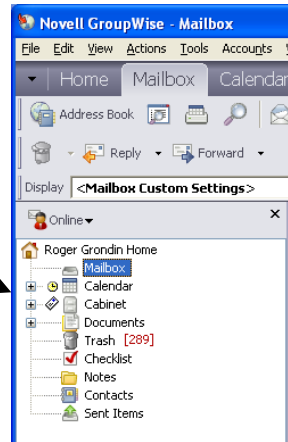 Novell GroupWise - Mailbox
File Edit View Actions Tools Accounts
Home Mailbox Calendar
Address Book
Reply Forward
Display <Mailbox Custom Settings>
Online
Roger Grondin Home
Mailbox
Calendar
Cabinet
Documents
Trash [289]
Checklist
Notes
Contacts
Sent Items